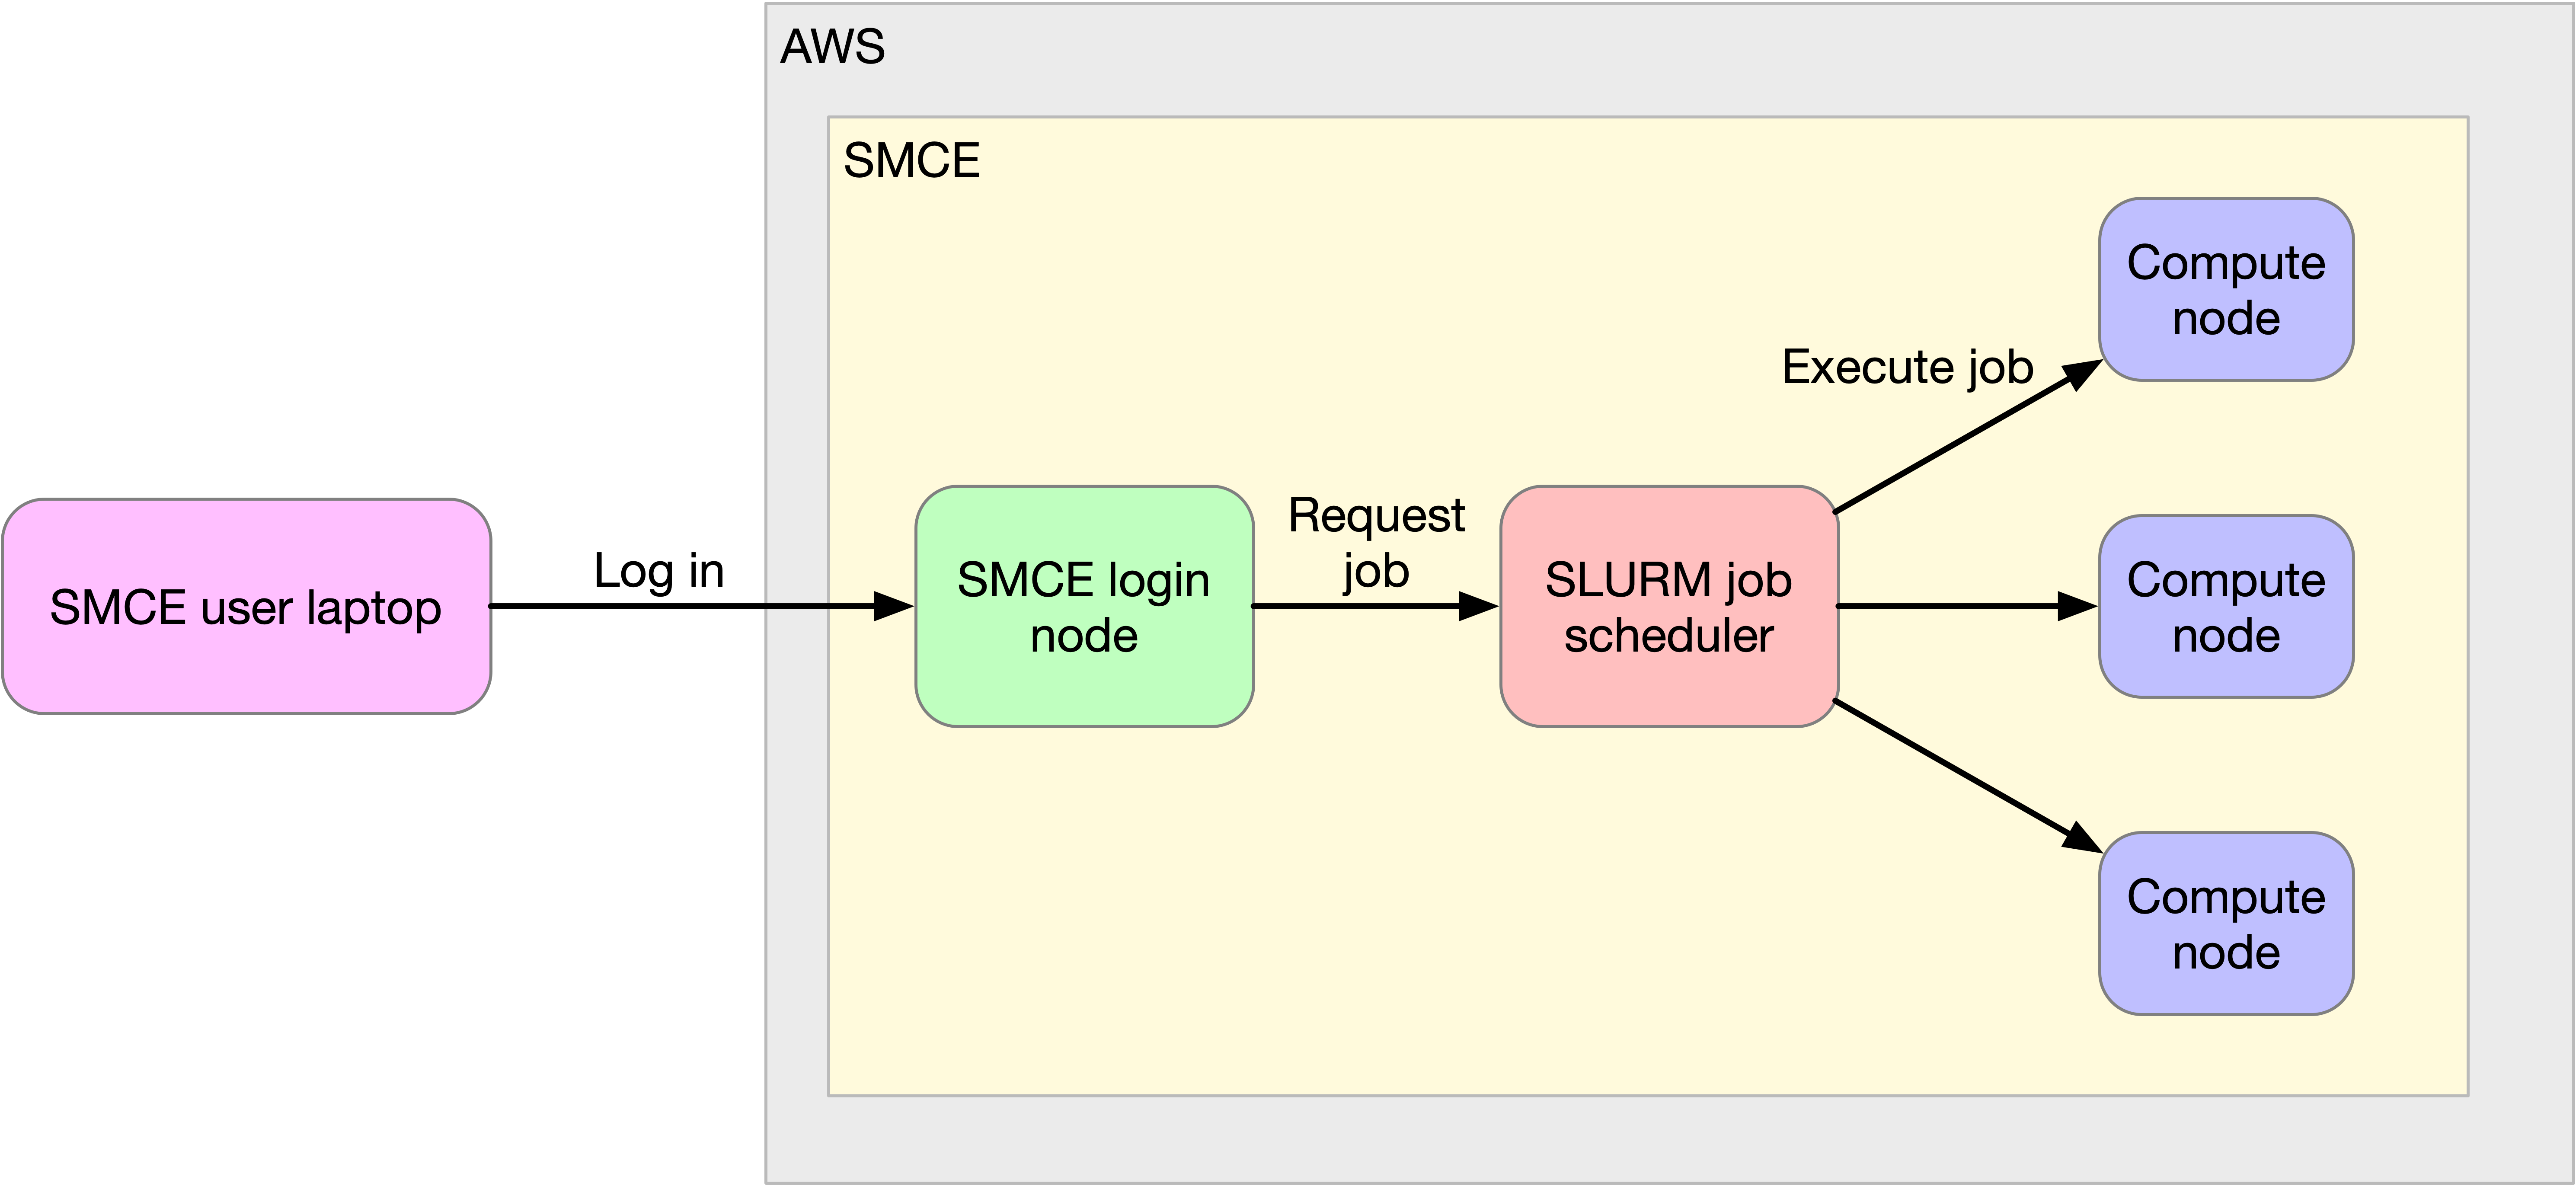 AWS
SMCE
SMCE user laptop
Log in
SMCE login
node
Request
job
SLURM job
scheduler
Execute job
Compute
node
Compute
node
Compute
node